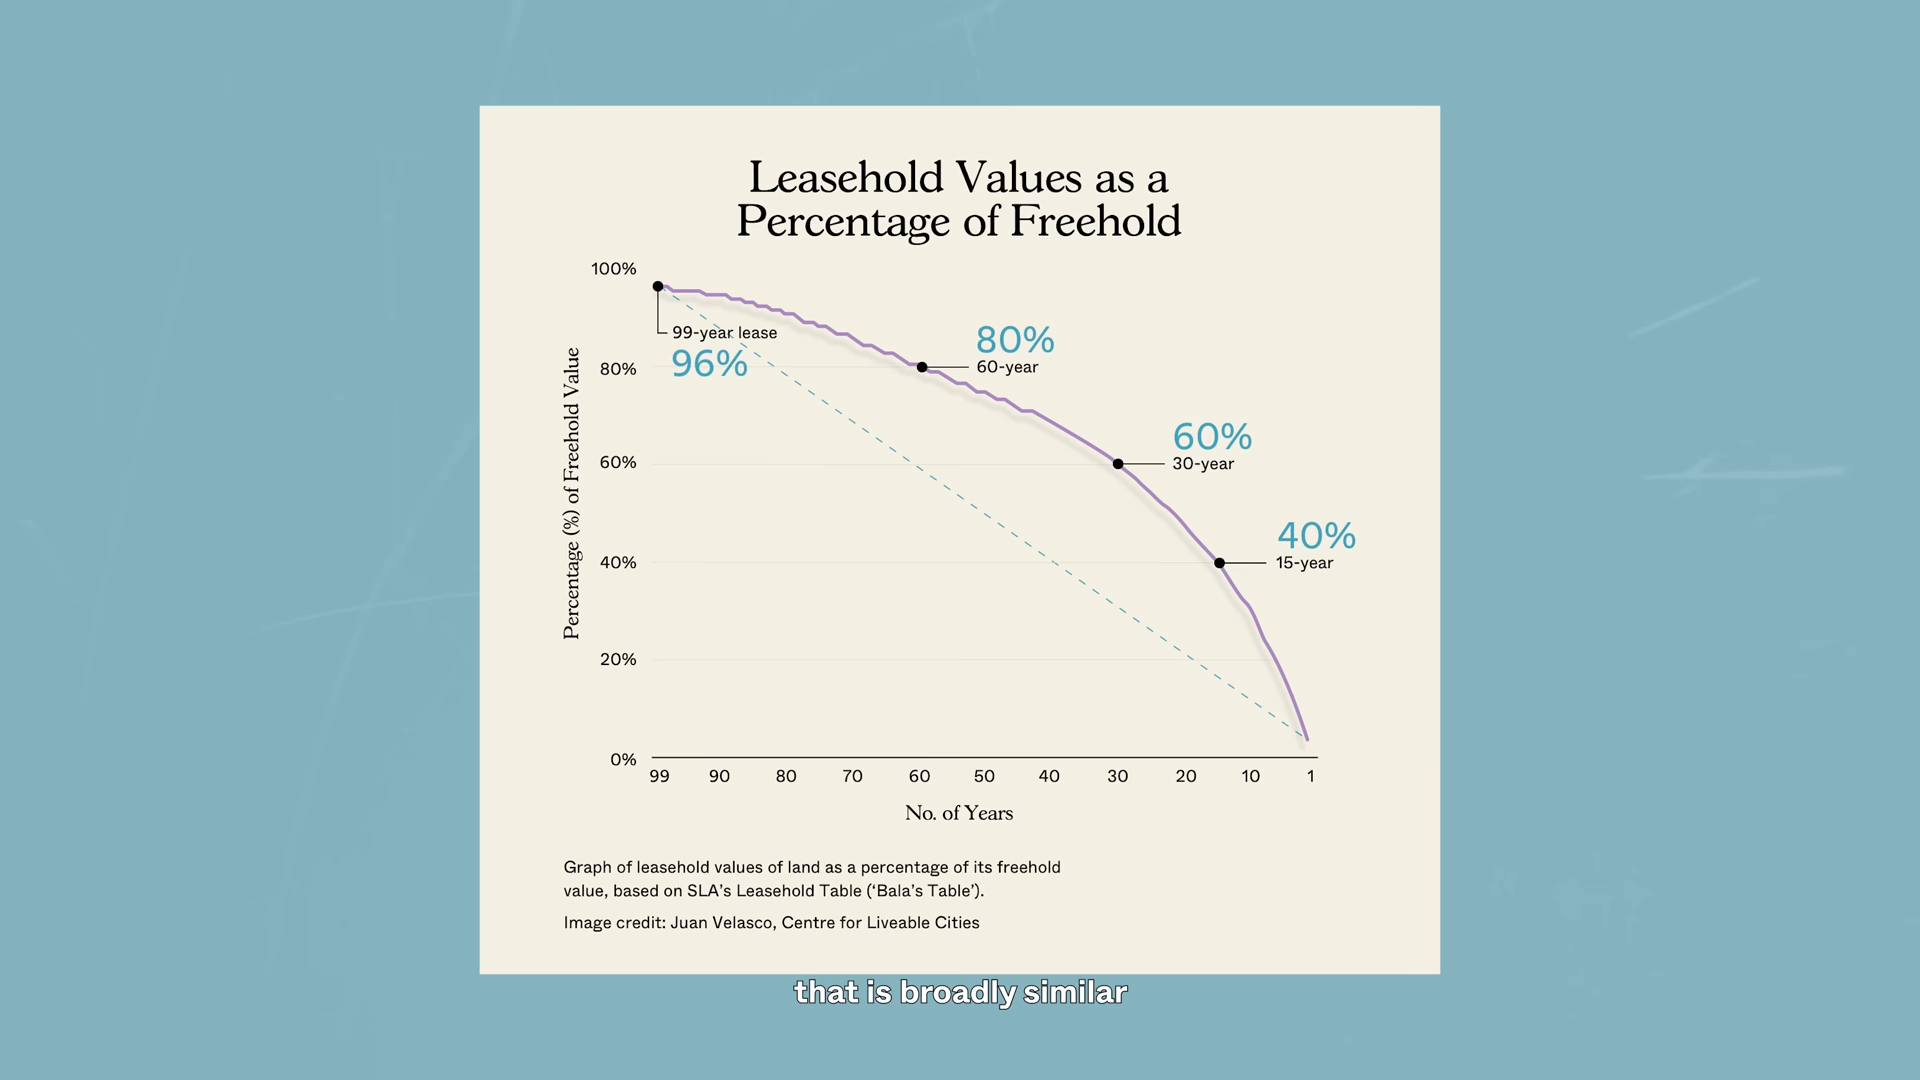 Leasehold Values as a
Percentage of Freehold
Percentage (%) of Freehold Value
100%
80%
60%
40%
20%
0%
99-year lease
96%
80%
60-year
60%
30-year
40%
15-year
99 90 80 70 60 50 40 30 20 10 1
No. of Years
Graph of leasehold values of land as a percentage of its freehold
value, based on SLA’s Leasehold Table (‘Bala’s Table’).
Image credit: Juan Velasco, Centre for Liveable Cities
that is broadly similar